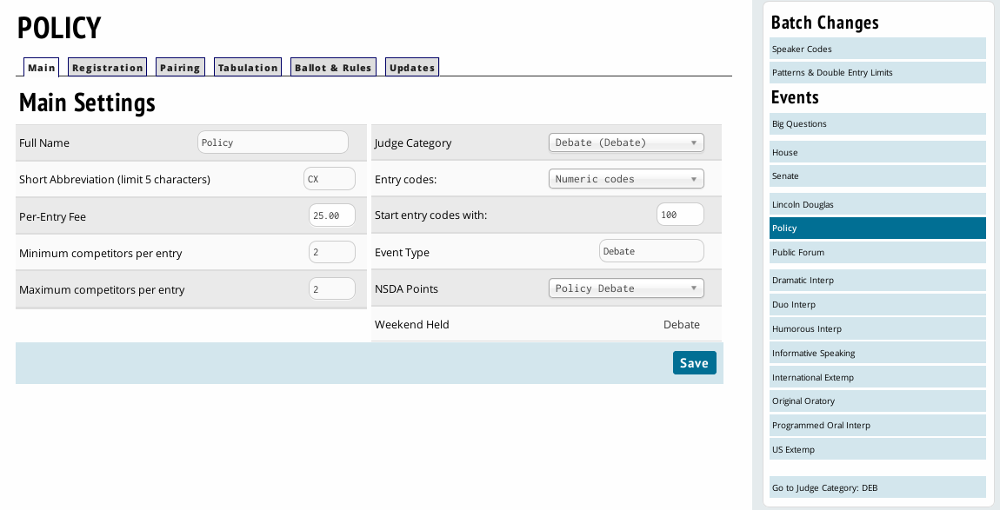 POLICY
Main
Registration
Pairing
Tabulation
Ballot & Rules
Updates
Main Settings
Full Name
Policy
Short Abbreviation (limit 5 characters)
CX
Per-Entry Fee
25.00
Minimum competitors per entry
2
Maximum competitors per entry
2
Judge Category
Debate (Debate)
Entry codes:
Numeric codes
Start entry codes with:
100
Event Type
Debate
NSDA Points
Policy Debate
Weekend Held
Debate
Save
Batch Changes
Speaker Codes
Patterns & Double Entry Limits
Events
Big Questions
House
Senate
Lincoln Douglas
Policy
Public Forum
Dramatic Interp
Duo Interp
Humorous Interp
Informative Speaking
International Extemp
Original Oratory
Programmed Oral Interp
US Extemp
Go to Judge Category: DEB